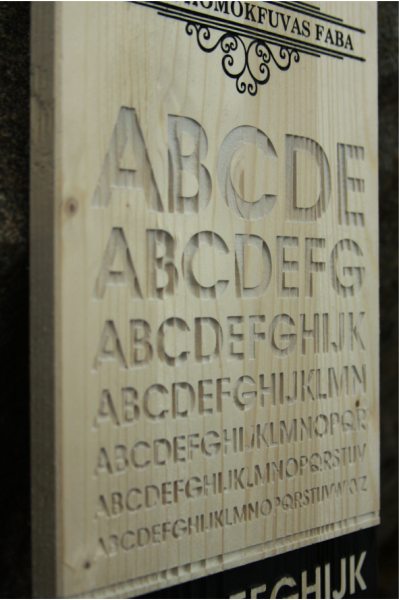 HOMOKFUVAS FABA
ABCDE
ABCDEFG
ABCDEFGHIJK
ABCDEFGHIJKLMN
ABCDEFGHIJKLMNOPQR
ABCDEFGHIJKLMNOPQRSTUV
ABCDEFGHIJKLMNOPQRSTUVWXYZ
EFGHIJK